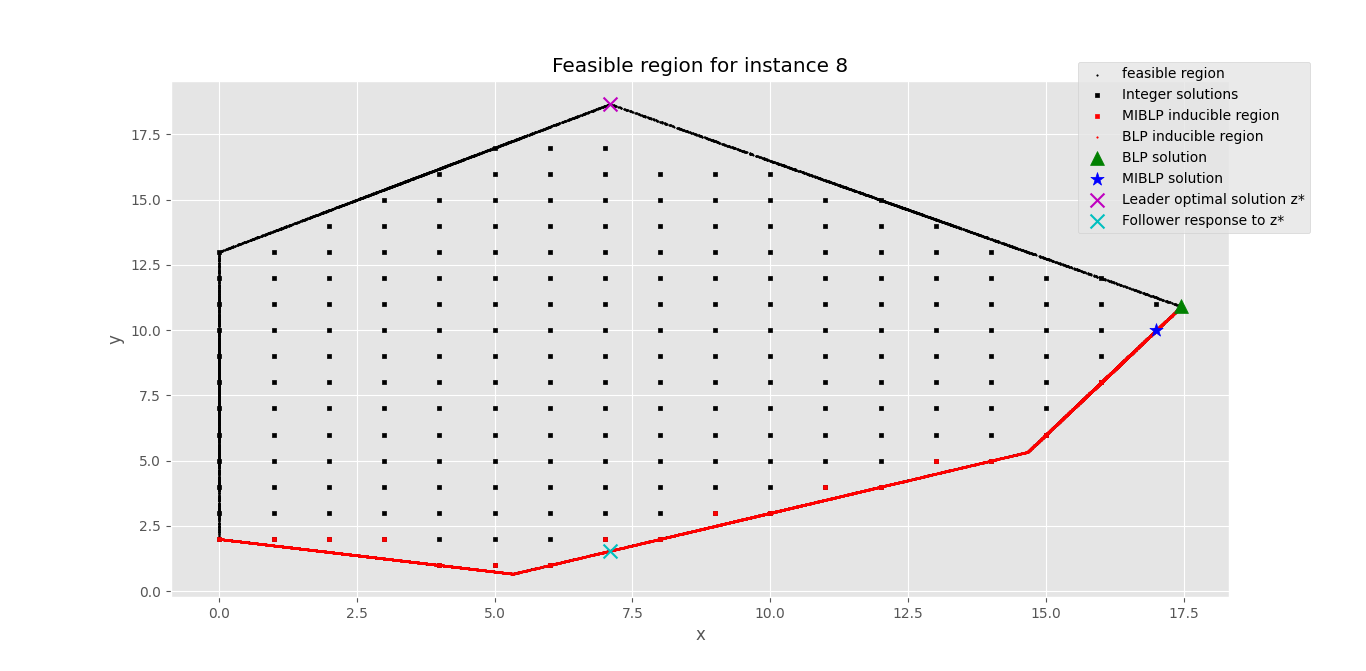 Feasible region for instance 8
feasible region
Integer solutions
MIBLP inducible region
BLP inducible region
BLP solution
MIBLP solution
Leader optimal solution z*
Follower response to z*
17.5
15.0
12.5
10.0
7.5
5.0
2.5
0.0
y
0.0 2.5 5.0 7.5 10.0 12.5 15.0 17.5
x